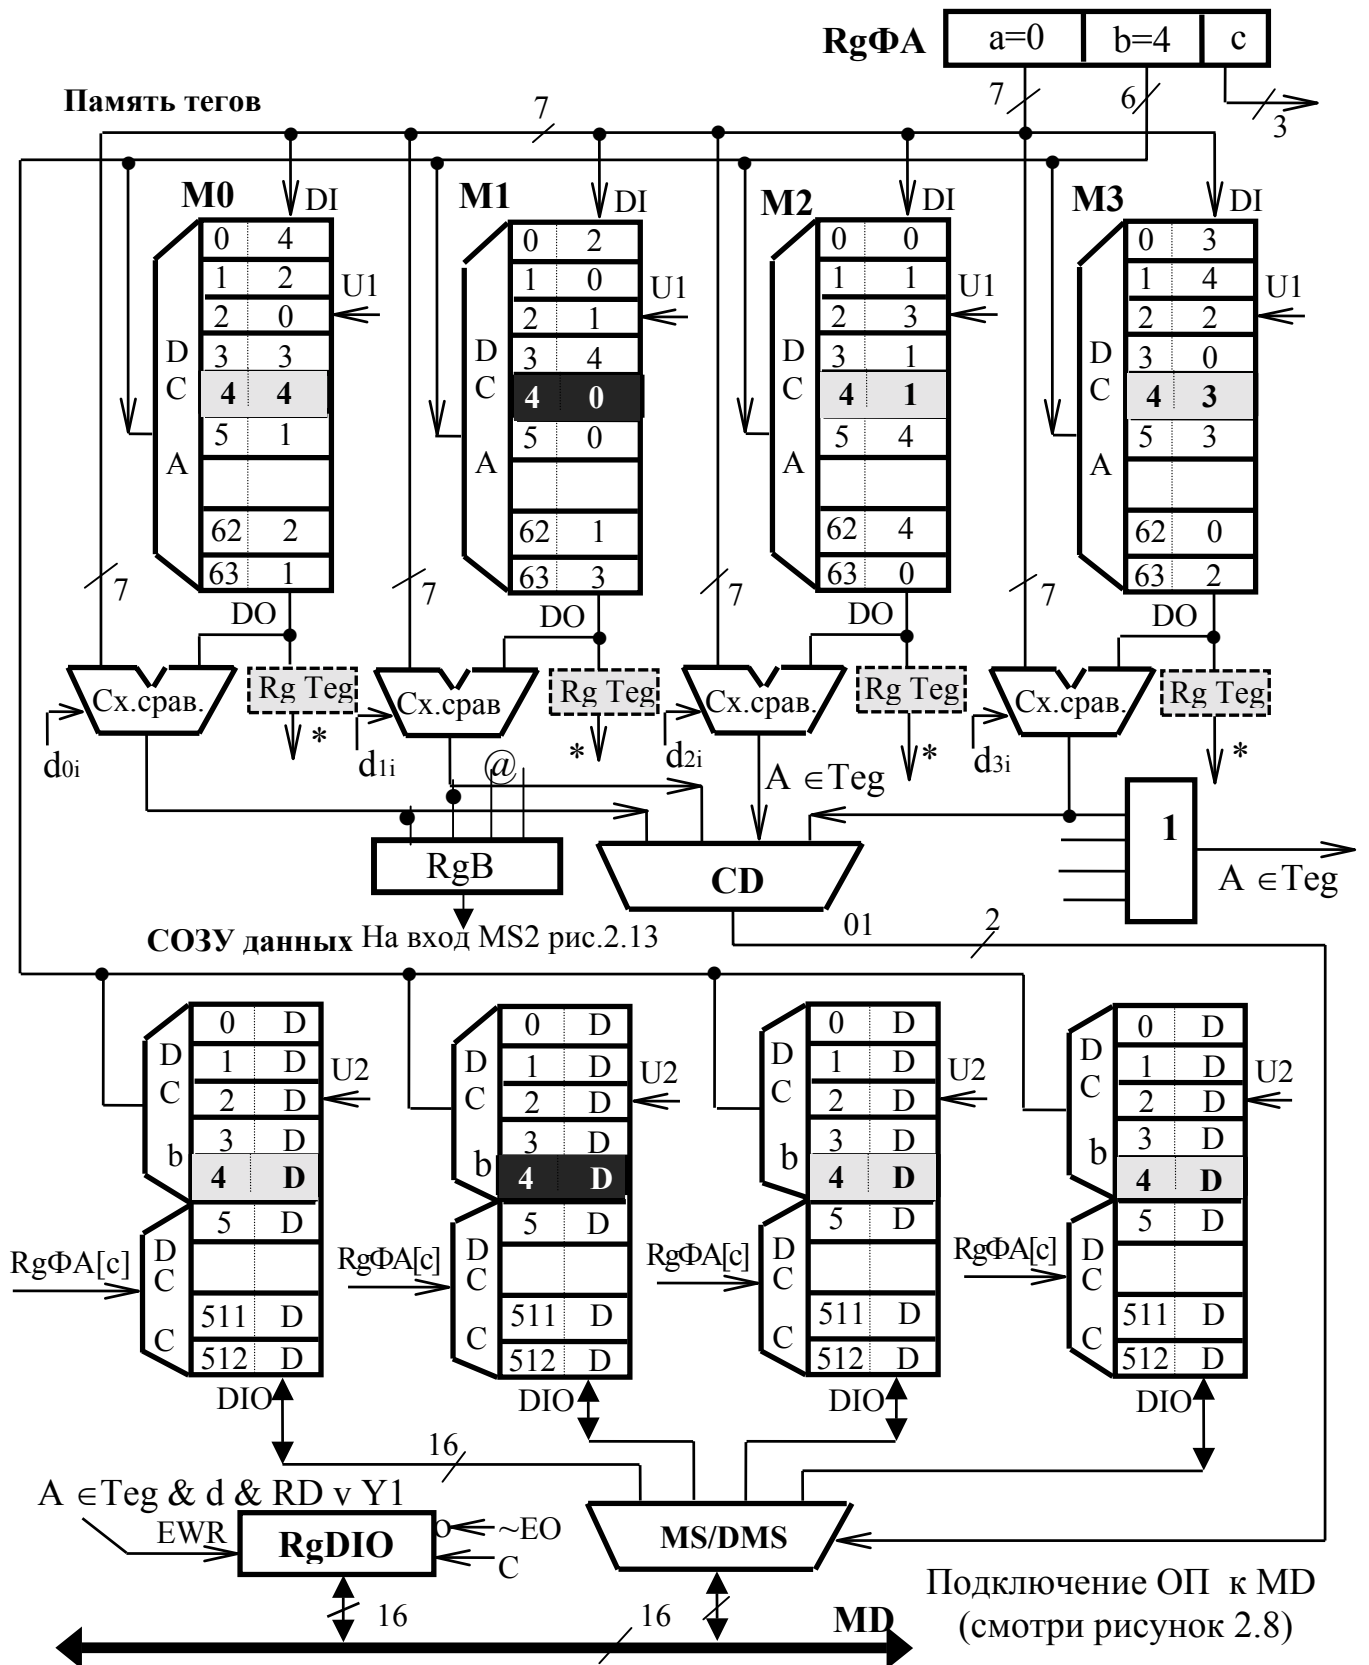 RgФА a=0 b=4 c
Память тегов 7 7 6 3
M0 DI M1 DI M2 DI M3 DI
0 4 0 2 0 0 0 3
1 2 U1 1 0 U1 1 1 U1 1 4 U1
2 0 2 1 2 3 2 2
D 3 3 D 3 4 D 3 1 D 3 0
C 4 4 C 4 0 C 4 1 C 4 3
5 1 5 0 5 4 5 3
A A A A
62 2 62 1 62 4 62 0
7 63 1 7 63 3 7 63 0 7 63 2
DO DO DO DO
Сх.срав. Rg Teg Сх.срав Rg Teg Сх.срав. Rg Teg Сх.срав. Rg Teg
d0i * d1i * d2i * d3i *
@ A ∈Teg
RgB CD 1
A ∈Teg
СОЗУ данных На вход MS2 рис.2.13 01 2
0 D 0 D 0 D 0 D
D 1 D U2 D 1 D U2 D 1 D U2 D 1 D U2
C 2 D C 2 D C 2 D C 2 D
3 D 3 D 3 D 3 D
b 4 D b 4 D b 4 D b 4 D
5 D 5 D 5 D 5 D
RgФА[c] D RgФА[c] D RgФА[c] D RgФА[c] D
C C C C
C 511 D C 511 D C 511 D C 511 D
512 D 512 D 512 D 512 D
DIO DIO DIO DIO
16
A ∈Teg & d & RD v Y1
EWR RgDIO o ~EO MS/DMS
C
Подключение ОП к MD
16 16 MD (смотри рисунок 2.8)
16